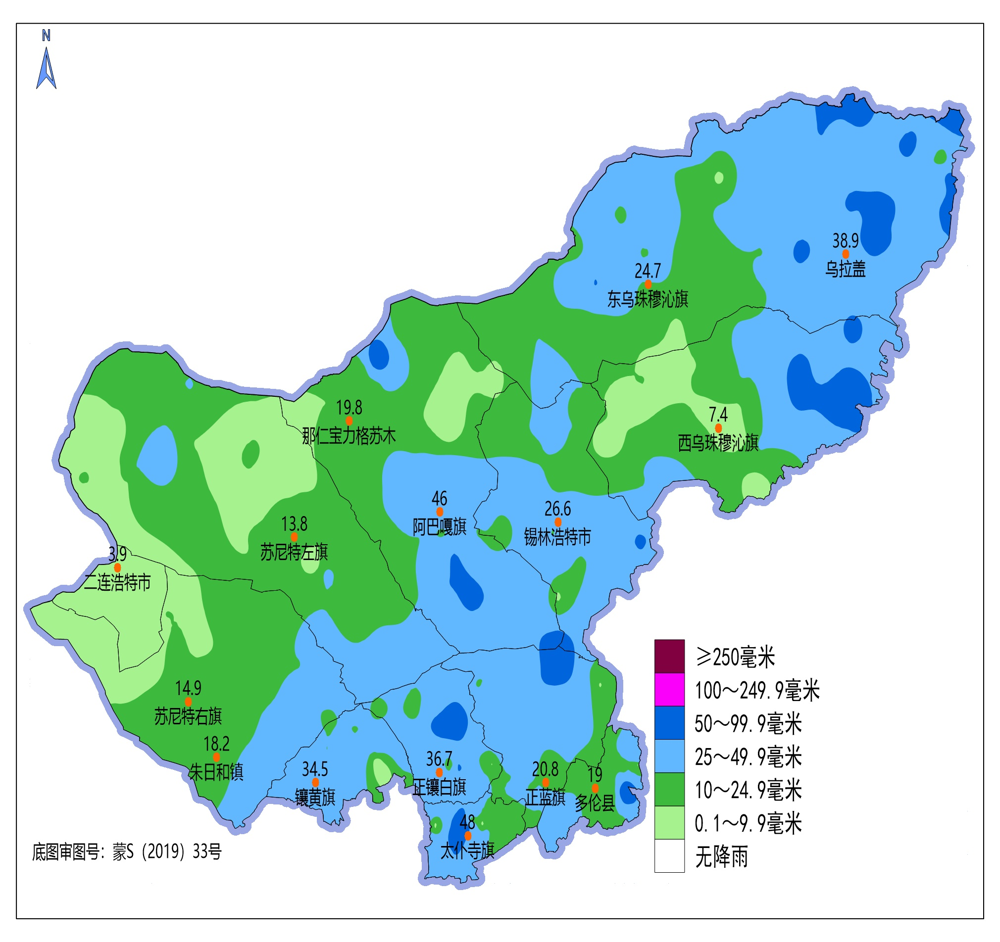 N
38.9
乌拉盖
24.7
东乌珠穆沁旗
19.8
那仁宝力格苏木
7.4
西乌珠穆沁旗
46
阿巴嘎旗
26.6
锡林浩特市
13.8
苏尼特左旗
3.9
二连浩特市
14.9
苏尼特右旗
18.2
朱日和镇
34.5
镶黄旗
36.7
正镶白旗
20.8
正蓝旗
19
多伦县
48
太仆寺旗
≥250毫米
100～249.9毫米
50～99.9毫米
25～49.9毫米
10～24.9毫米
0.1～9.9毫米
无降雨
底图审图号：蒙S（2019）33号